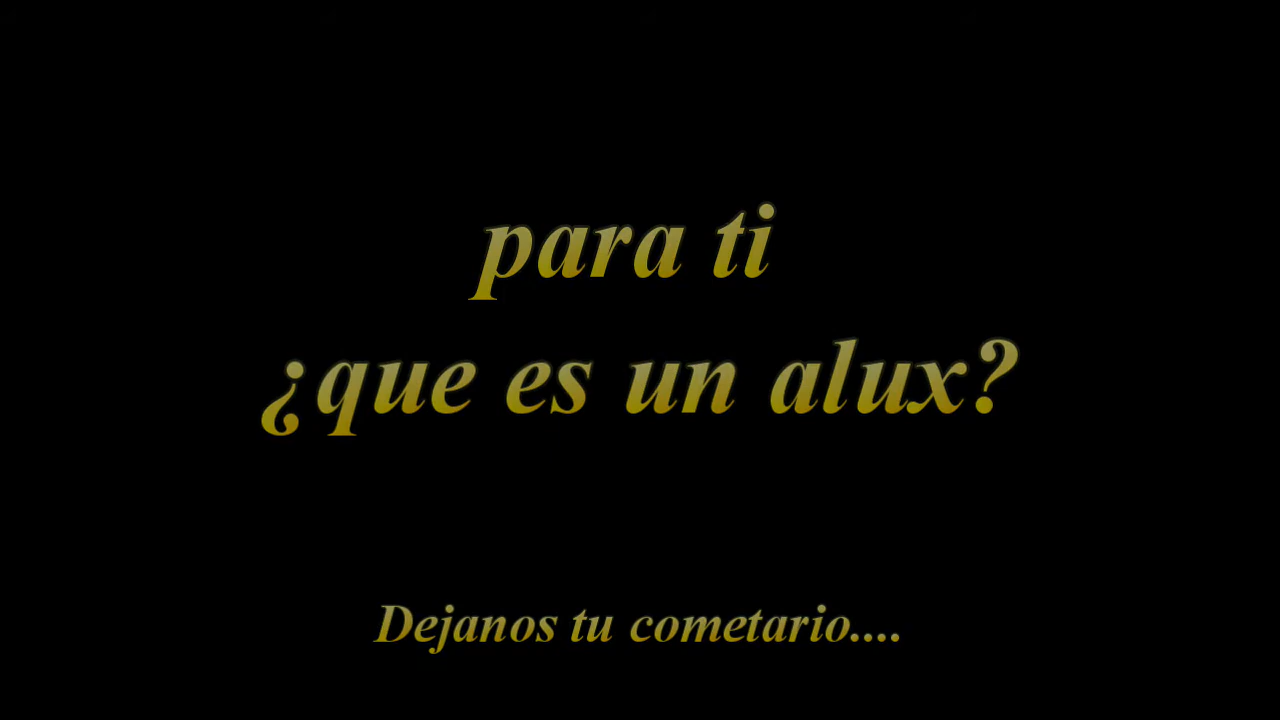 para ti
¿que es un alux?
Dejanos tu cometario....